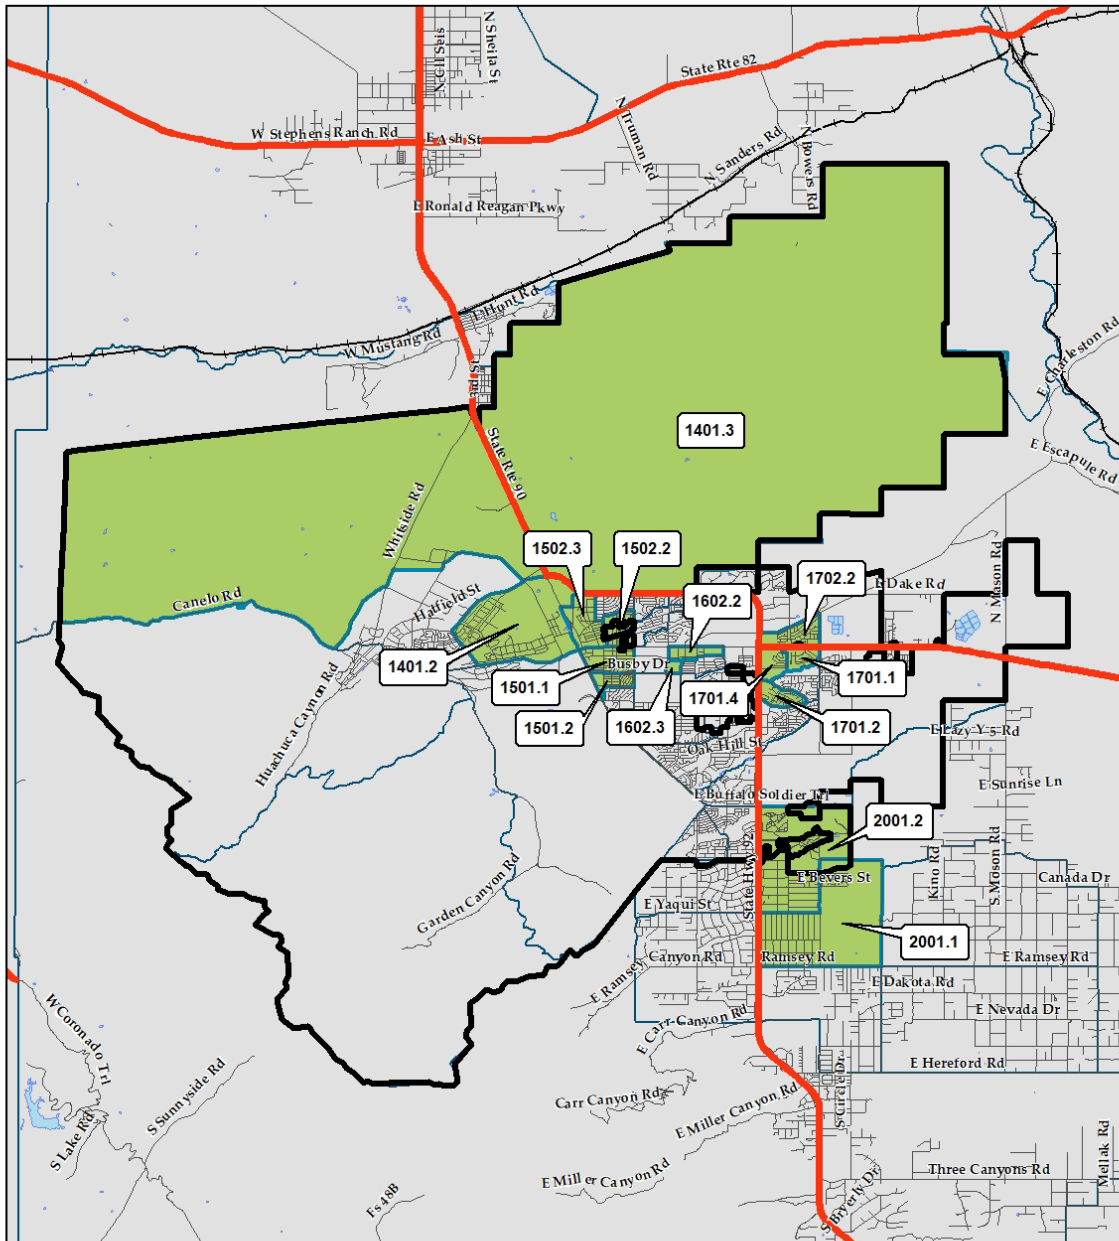 N Sheila St
N Cll Seis
State Rte 82
W Stephens Ranch Rd
E Ash St
N Truman Rd
N Sanders Rd
N Bowers Rd
E Ronald Reagan Pkwy
E Hunt Rd
W Mustang Rd
E Charleston Rd
1401.3
E Escapule Rd
State Rte 90
Whitside Rd
1502.3
1502.2
N Mason Rd
1702.2
E Dake Rd
Canelo Rd
Hatfield St
1602.2
1401.2
Busby Dr
1501.1
1701.4
1701.1
1501.2
1602.3
1701.2
Huachuca Caynon Rd
Oak Hill St
E Lazy Y 5 Rd
E Buffalo Soldier Trl
E Sunrise Ln
2001.2
State Hwy 92
E Bevers St
Kino Rd
S Moson Rd
Canada Dr
Garden Canyon Rd
E Yaqui St
2001.1
E Ramsey
Canyon Rd
Ramsey Rd
E Ramsey Rd
E Dakota Rd
W Coronado Trl
E Carr Canyon Rd
E Nevada Dr
E Hereford Rd
S Sunnyside Rd
S Lake Rd
Carr Canyon Rd
E Miller Canyon Rd
S Circle Dr
Mellak Rd
E Miller Canyon Rd
Three Canyons Rd
Fs 48B
S Bryerly Dr